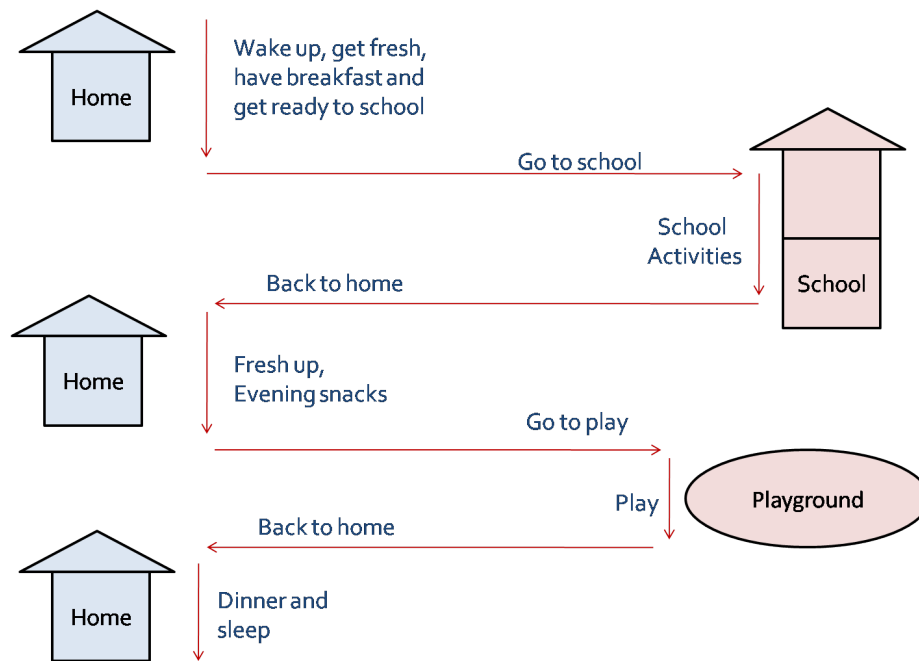 Wake up, get fresh,
have breakfast and
get ready to school
Home
Go to school
School
Activities
School
Back to home
Home
Fresh up,
Evening snacks
Go to play
Play
Playground
Back to home
Home
Dinner and
sleep